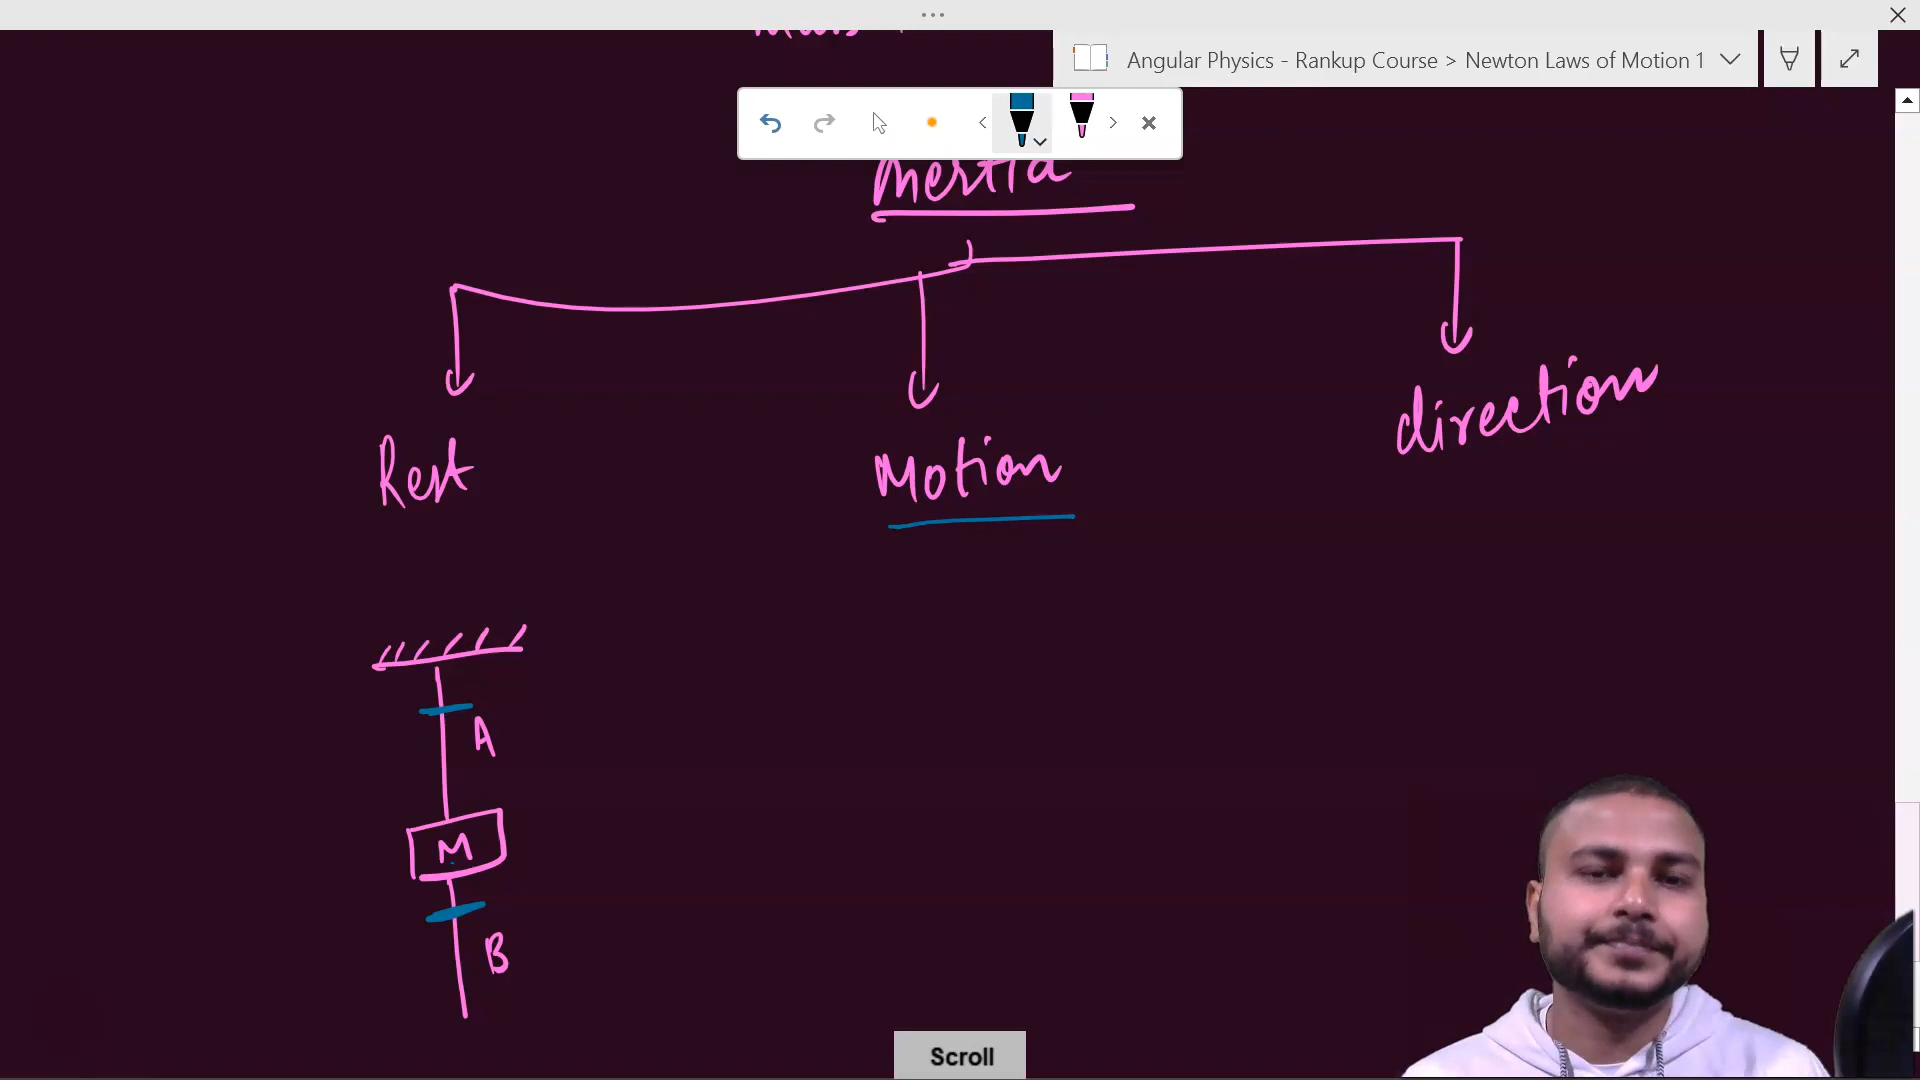 Angular Physics - Rankup Course > Newton Laws of Motion 1
Inertia
Rest
Motion
direction
A
M
B
Scroll